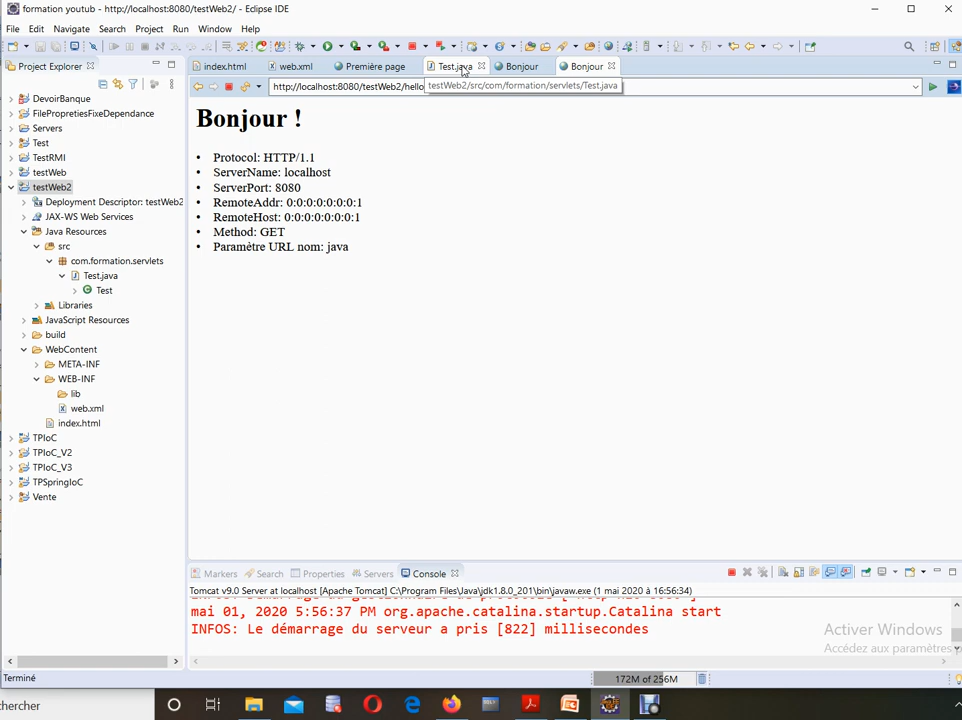 formation youtub - http://localhost:8080/testWeb2/ - Eclipse IDE
File Edit Navigate Search Project Run Window Help
Project Explorer
index.html web.xml Première page Test.java Bonjour Bonjour
http://localhost:8080/testWeb2/hello
testWeb2/src/com/formation/servlets/Test.java
DevoirBanque
FilePropretiesFixeDependance
Servers
Test
TestRMI
testWeb
testWeb2
Deployment Descriptor: testWeb2
JAX-WS Web Services
Java Resources
src
com.formation.servlets
Test.java
Test
Libraries
JavaScript Resources
build
WebContent
META-INF
WEB-INF
lib
web.xml
index.html
TPIoC
TPIoC_V2
TPIoC_V3
TPSpringIoC
Vente
Bonjour !
• Protocol: HTTP/1.1
• ServerName: localhost
• ServerPort: 8080
• RemoteAddr: 0:0:0:0:0:0:0:1
• RemoteHost: 0:0:0:0:0:0:0:1
• Method: GET
• Paramètre URL nom: java
Markers Search Properties Servers Console
Tomcat v9.0 Server at localhost [Apache Tomcat] C:\Program Files\Java\jdk1.8.0_201\bin\javaw.exe (1 mai 2020 à 16:56:34)
mai 01, 2020 5:56:37 PM org.apache.catalina.startup.Catalina start
INFOS: Le démarrage du serveur a pris [822] millisecondes
Activer Windows
Accédez aux paramètres
Terminé
172M of 256M
chercher